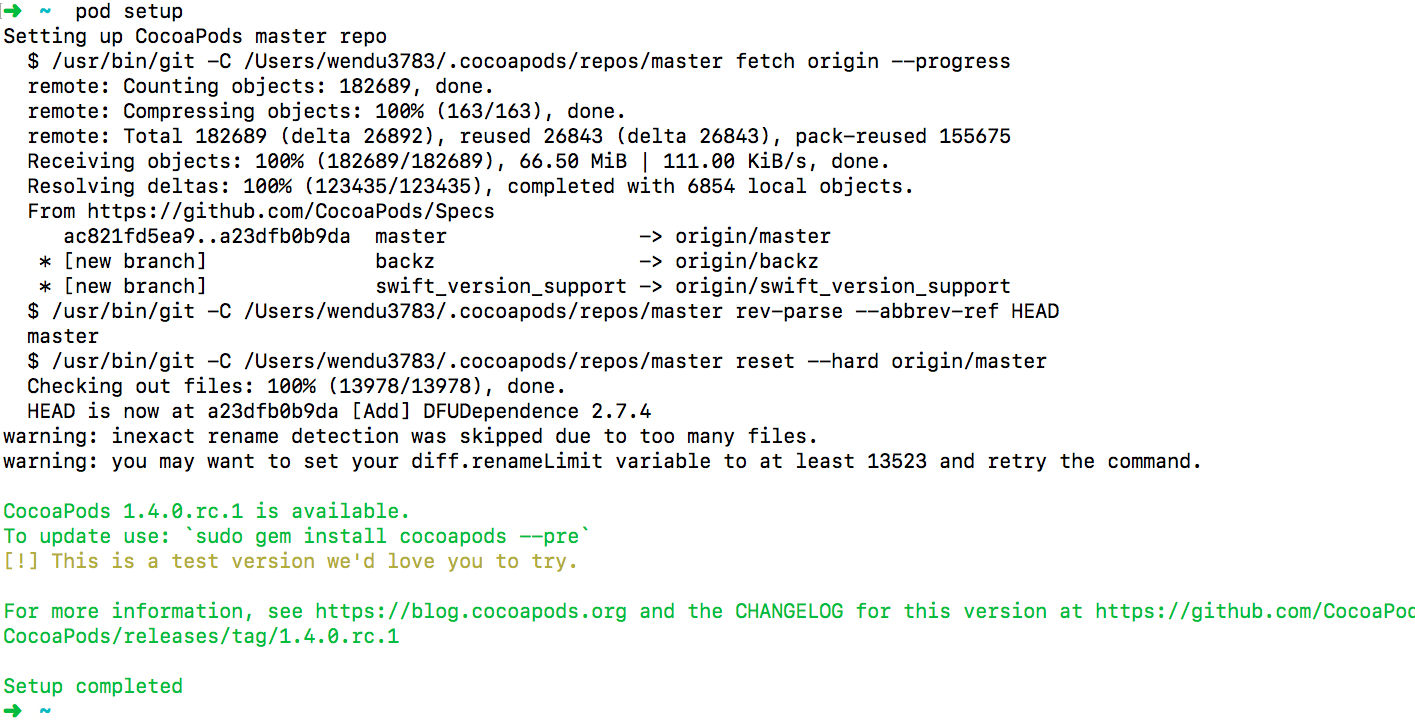 ➜ ~ pod setup
Setting up CocoaPods master repo
$ /usr/bin/git -C /Users/wendu3783/.cocoapods/repos/master fetch origin --progress
remote: Counting objects: 182689, done.
remote: Compressing objects: 100% (163/163), done.
remote: Total 182689 (delta 26892), reused 26843 (delta 26843), pack-reused 155675
Receiving objects: 100% (182689/182689), 66.50 MiB | 111.00 KiB/s, done.
Resolving deltas: 100% (123435/123435), completed with 6854 local objects.
From https://github.com/CocoaPods/Specs
ac821fd5ea9..a23dfb0b9da master -> origin/master
* [new branch] backz -> origin/backz
* [new branch] swift_version_support -> origin/swift_version_support
$ /usr/bin/git -C /Users/wendu3783/.cocoapods/repos/master rev-parse --abbrev-ref HEAD
master
$ /usr/bin/git -C /Users/wendu3783/.cocoapods/repos/master reset --hard origin/master
Checking out files: 100% (13978/13978), done.
HEAD is now at a23dfb0b9da [Add] DFUDependence 2.7.4
warning: inexact rename detection was skipped due to too many files.
warning: you may want to set your diff.renameLimit variable to at least 13523 and retry the command.
CocoaPods 1.4.0.rc.1 is available.
To update use: `sudo gem install cocoapods --pre`
[!] This is a test version we'd love you to try.
For more information, see https://blog.cocoapods.org and the CHANGELOG for this version at https://github.com/CocoaPo
CocoaPods/releases/tag/1.4.0.rc.1
Setup completed
➜ ~